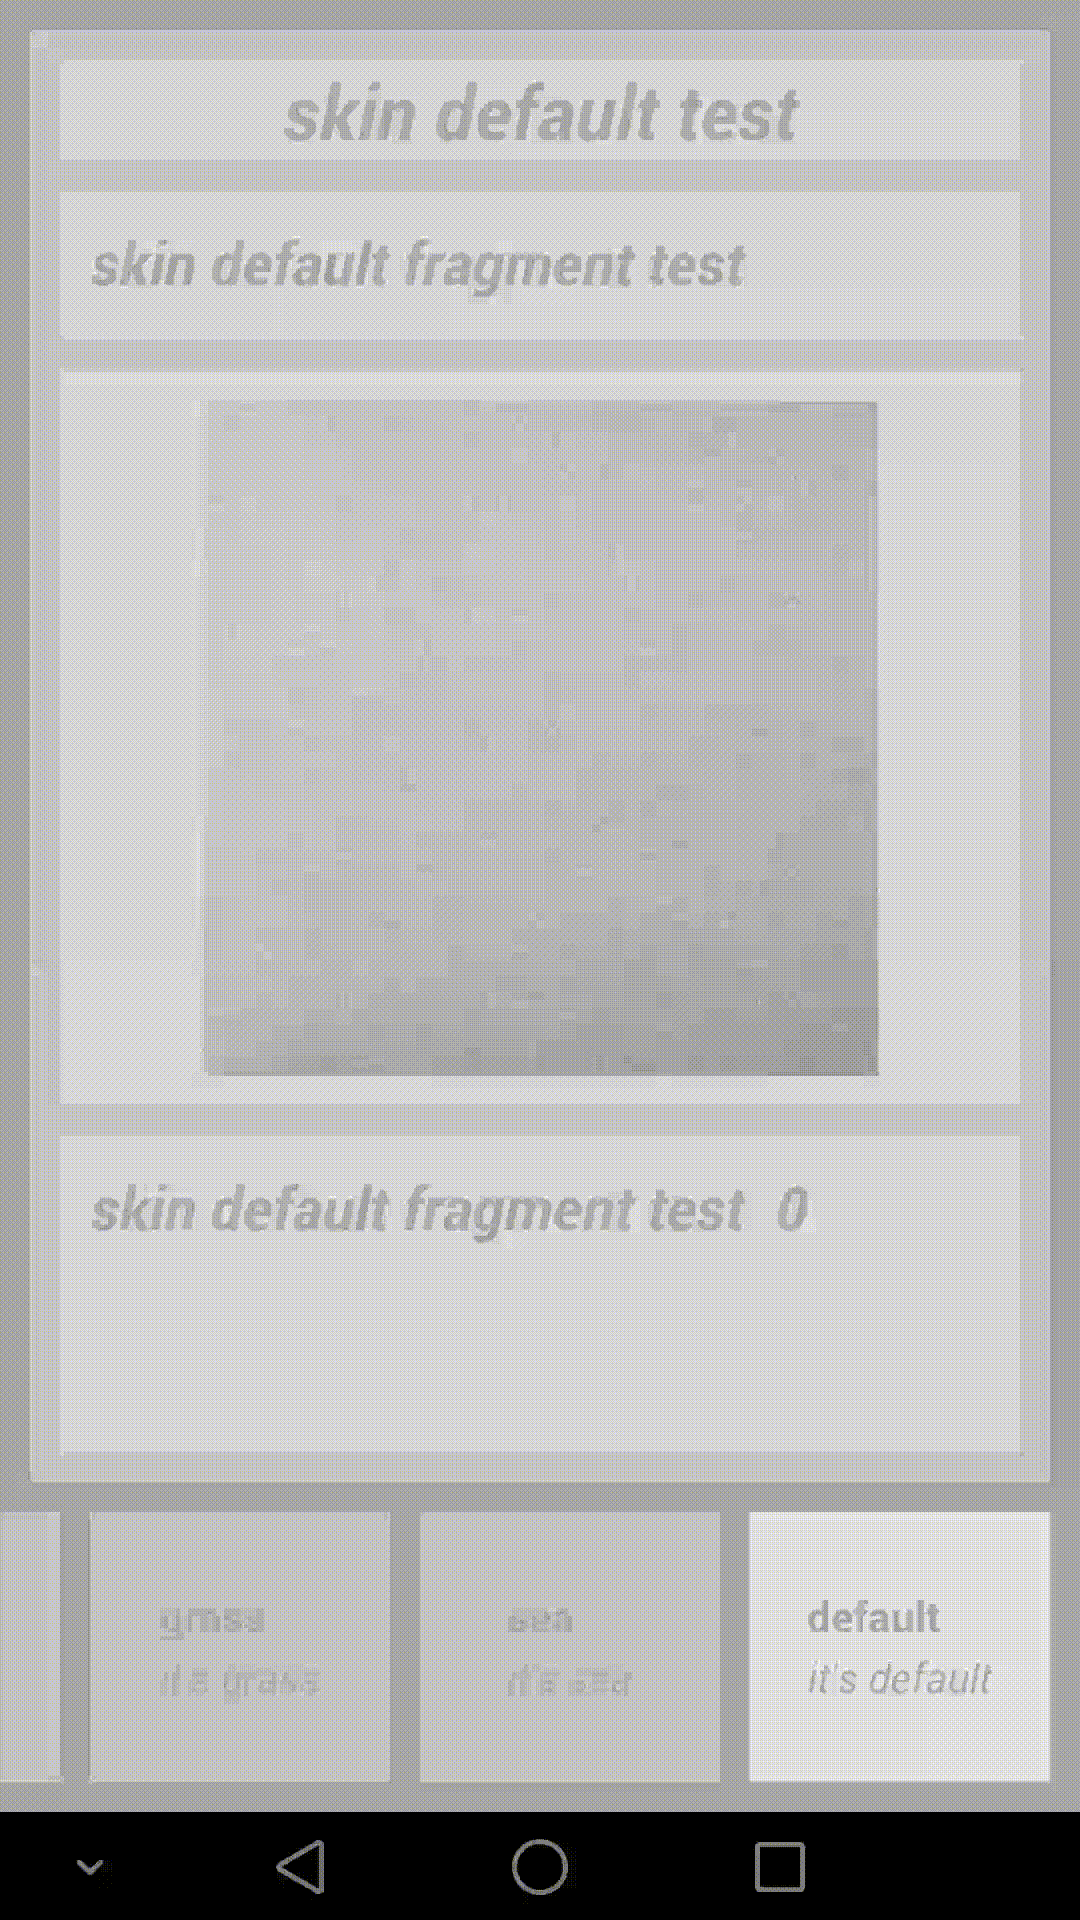 skin default test
skin default fragment test
skin default fragment test 0
grass
it's grass
sea
it's sea
default
it's default